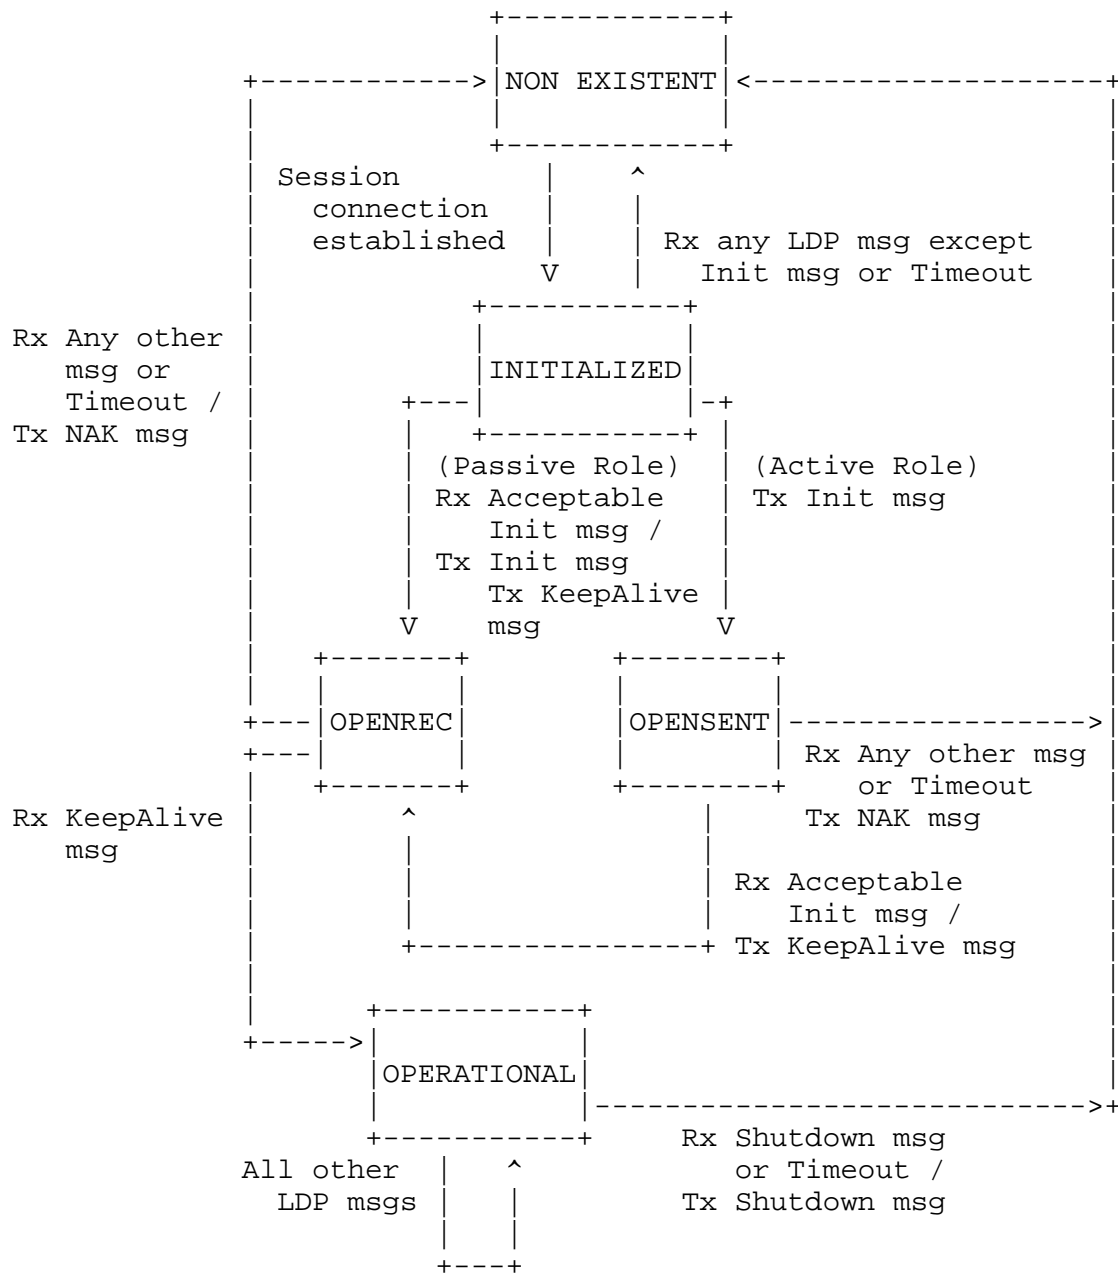 NON EXISTENT
Session
connection
established
Rx any LDP msg except
Init msg or Timeout
Rx Any other
msg or
Timeout /
Tx NAK msg
INITIALIZED
(Passive Role)
Rx Acceptable
Init msg /
Tx Init msg
Tx KeepAlive
msg
(Active Role)
Tx Init msg
OPENREC
OPENSENT
Rx Any other msg
or Timeout
Tx NAK msg
Rx KeepAlive
msg
Rx Acceptable
Init msg /
Tx KeepAlive msg
OPERATIONAL
Rx Shutdown msg
or Timeout /
Tx Shutdown msg
All other
LDP msgs